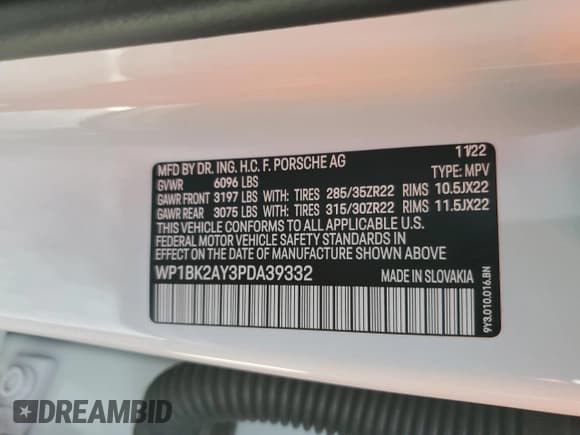 MFD BY DR. ING. H.C. F. PORSCHE AG 11/22
GVWR 6096 LBS TYPE: MPV
GAWR FRONT 3197 LBS WITH: TIRES 285/35ZR22 RIMS 10.5JX22
GAWR REAR 3075 LBS WITH: TIRES 315/30ZR22 RIMS 11.5JX22
THIS VEHICLE CONFORMS TO ALL APPLICABLE U.S.
FEDERAL MOTOR VEHICLE SAFETY STANDARDS IN
EFFECT ON THE DATE OF MANUFACTURE SHOWN ABOVE
WP1BK2AY3PDA39332 MADE IN SLOVAKIA
9Y3.010.016.BN
DREAMBID